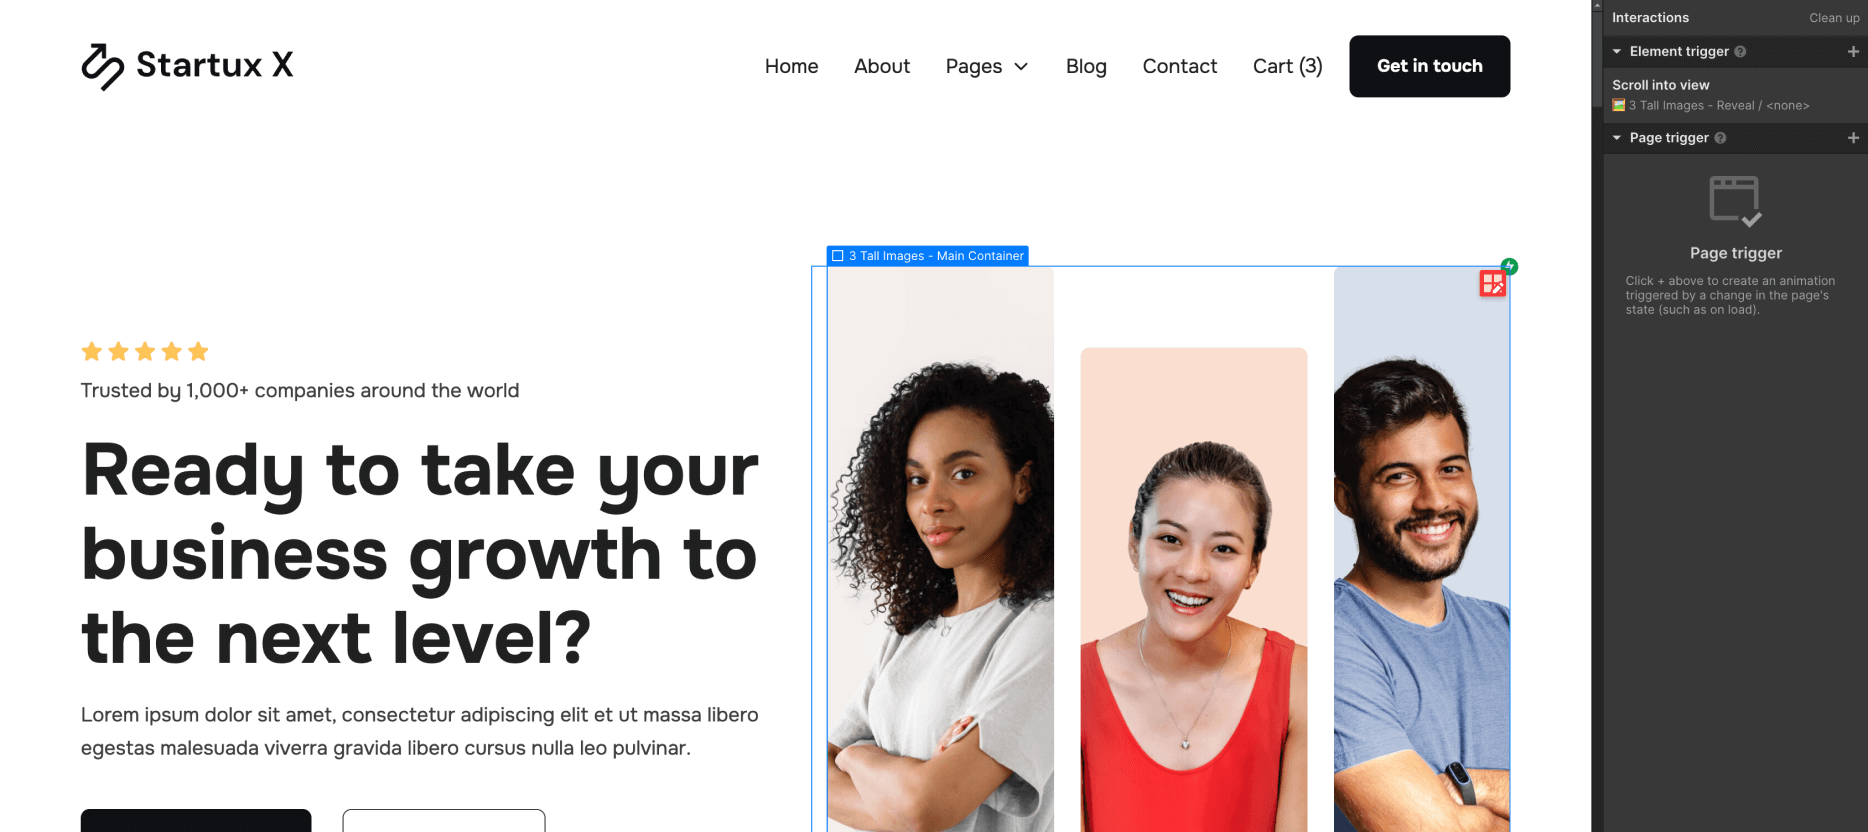 Startux X
Home About Pages Blog Contact Cart (3) Get in touch
Trusted by 1,000+ companies around the world
Ready to take your
business growth to
the next level?
Lorem ipsum dolor sit amet, consectetur adipiscing elit et ut massa libero
egestas malesuada viverra gravida libero cursus nulla leo pulvinar.
3 Tall Images - Main Container
Interactions Clean up
Element trigger ? +
Scroll into view
3 Tall Images - Reveal / <none>
Page trigger ? +
Page trigger
Click + above to create an animation
triggered by a change in the page's
state (such as on load).